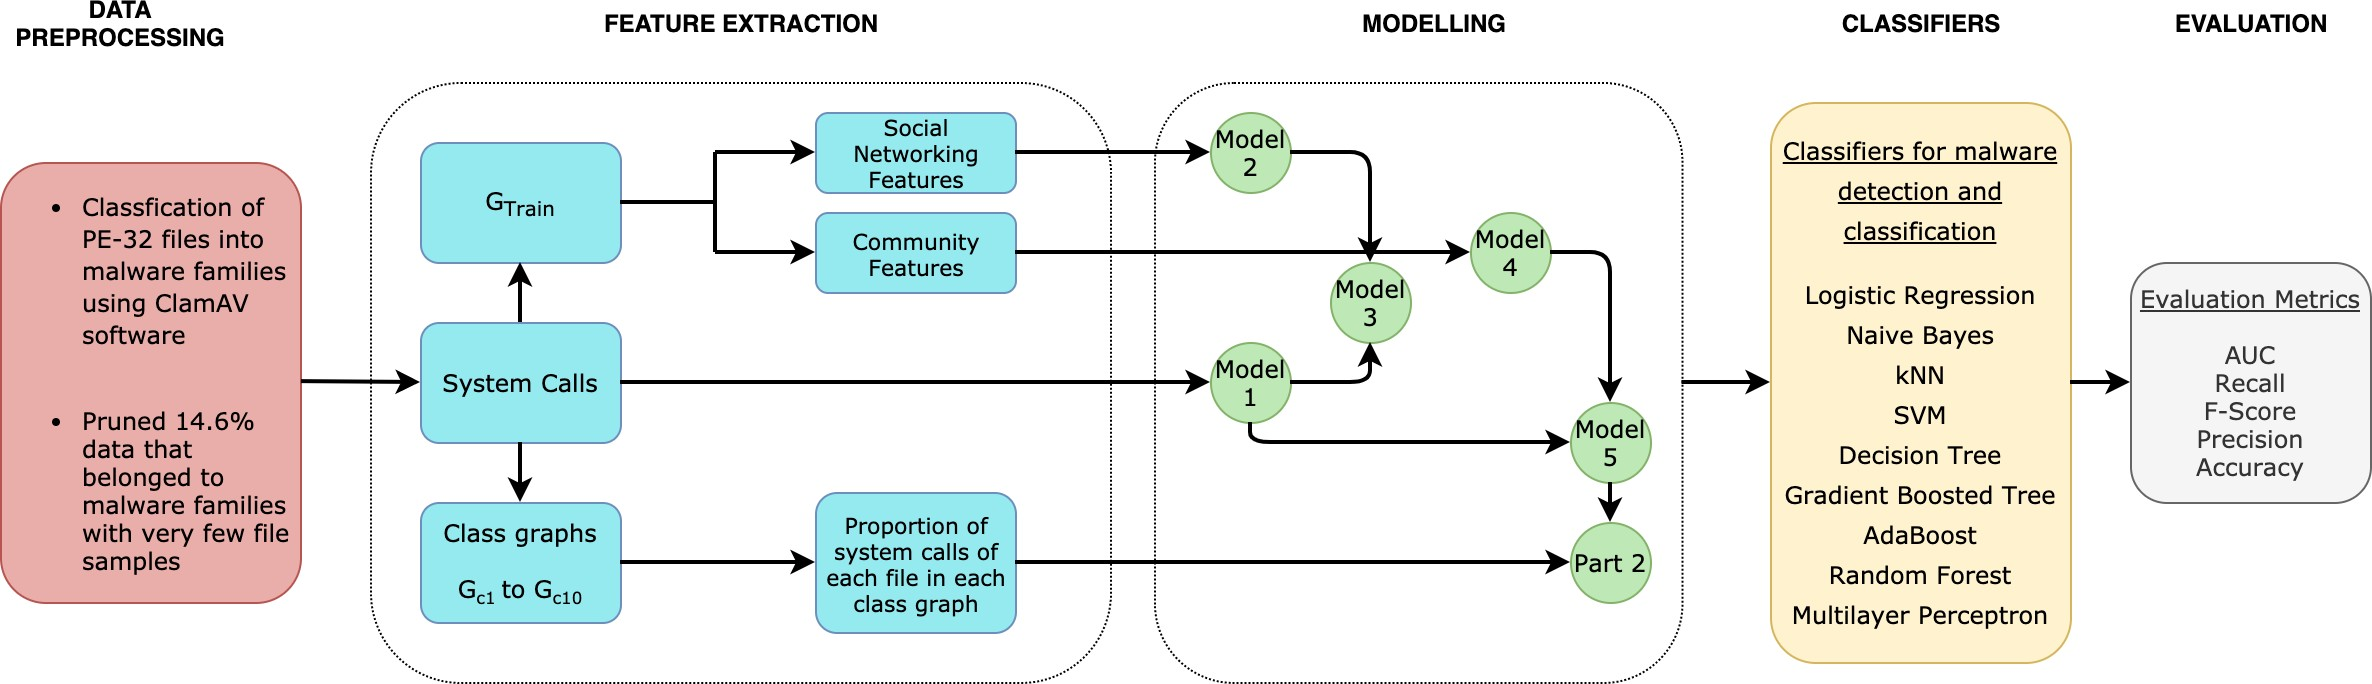 DATA
PREPROCESSING
FEATURE EXTRACTION
MODELLING
CLASSIFIERS
EVALUATION
• Classfication of
PE-32 files into
malware families
using ClamAV
software
• Pruned 14.6%
data that
belonged to
malware families
with very few file
samples
G_Train
System Calls
Class graphs
G_c1 to G_c10
Social
Networking
Features
Community
Features
Proportion of
system calls of
each file in each
class graph
Model
2
Model
4
Model
3
Model
1
Model
5
Part 2
Classifiers for malware
detection and
classification
Logistic Regression
Naive Bayes
kNN
SVM
Decision Tree
Gradient Boosted Tree
AdaBoost
Random Forest
Multilayer Perceptron
Evaluation Metrics
AUC
Recall
F-Score
Precision
Accuracy